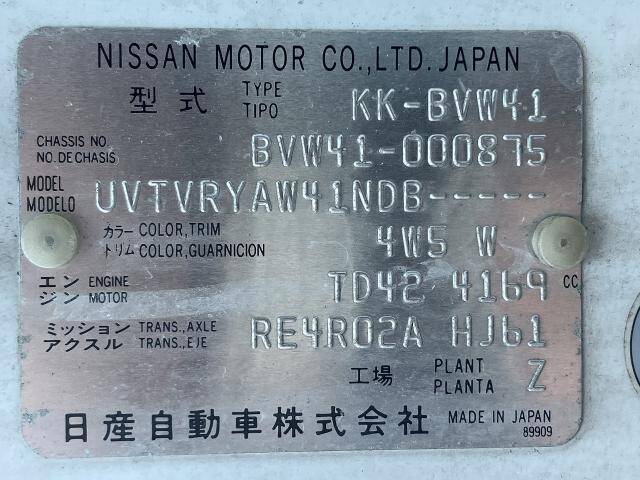 NISSAN MOTOR CO.,LTD. JAPAN
型式 TYPE TIPO KK-BVW41
CHASSIS NO. NO. DE CHASIS BVW41-000875
MODEL MODELO UVTVRYAW41NDB-----
カラー COLOR,TRIM
トリム COLOR,GUARNICION 4W5 W
エンジン ENGINE MOTOR TD42 4169 CC
ミッション TRANS.,AXLE
アクスル TRANS.,EJE RE4R02A HJ61
工場 PLANT PLANTA Z
日産自動車株式会社 MADE IN JAPAN
89909